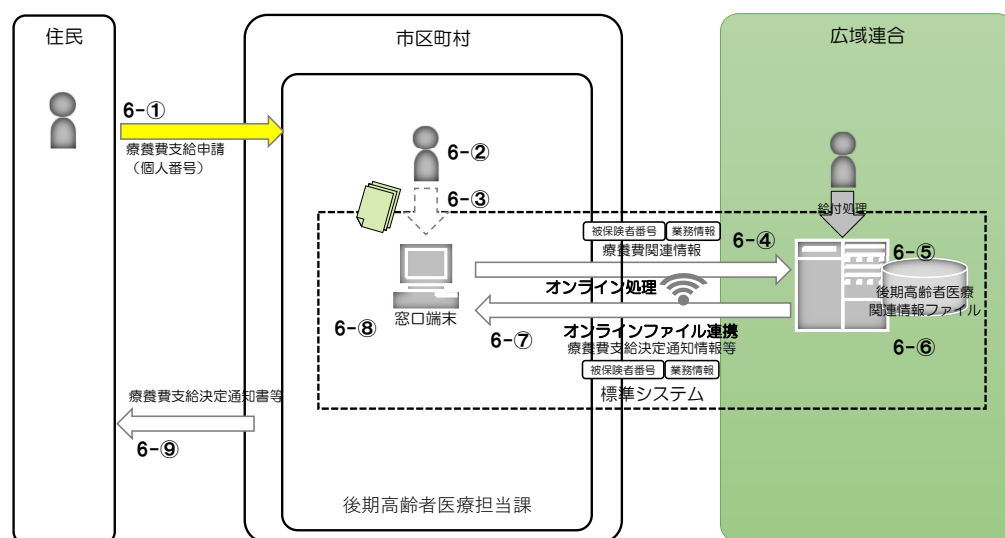 住民
市区町村
広域連合
6-①
療養費支給申請
（個人番号）
6-②
6-③
給付処理
被保険者番号 業務情報
療養費関連情報
6-④
6-⑤
オンライン処理
後期高齢者医療
関連情報ファイル
窓口端末
6-⑧
6-⑦
オンラインファイル連携
療養費支給決定通知情報等
6-⑥
被保険者番号 業務情報
標準システム
療養費支給決定通知書等
6-⑨
後期高齢者医療担当課